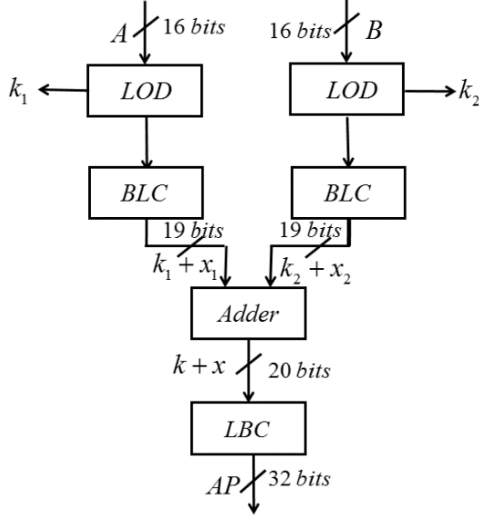 A 16 bits 16 bits B
k₁ LOD LOD k₂
BLC BLC
19 bits 19 bits
k₁ + x₁ k₂ + x₂
Adder
k + x 20 bits
LBC
AP 32 bits